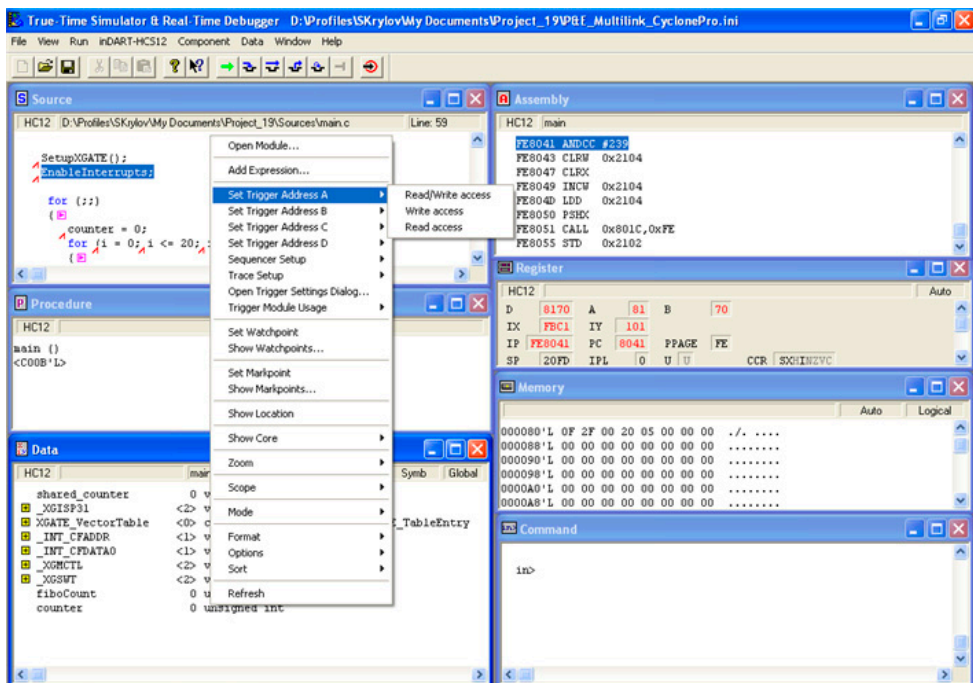 True-Time Simulator & Real-Time Debugger D:\Profiles\SKrylov\My Documents\Project_19\P&E_Multilink_CyclonePro.ini
File View Run inDART-HCS12 Component Data Window Help
Source
HC12 D:\Profiles\SKrylov\My Documents\Project_19\Sources\main.c Line: 59
SetupXGATE();
EnableInterrupts;
for (;;)
{
counter = 0;
for (i = 0; i <= 20;
{
Procedure
HC12
main ()
<C00B'L>
Data
HC12 main Symb Global
shared_counter 0 v
_XGISP31 <2> v
XGATE_VectorTable <0> c E_TableEntry
_INT_CFADDR <1> v
_INT_CFDATA0 <1> v
_XGMCTL <2> v
_XGSWT <2> v
fiboCount 0 u
counter 0 unsigned int
Open Module...
Add Expression...
Set Trigger Address A
Set Trigger Address B
Set Trigger Address C
Set Trigger Address D
Sequencer Setup
Trace Setup
Open Trigger Settings Dialog...
Trigger Module Usage
Set Watchpoint
Show Watchpoints...
Set Markpoint
Show Markpoints...
Show Location
Show Core
Zoom
Scope
Mode
Format
Options
Sort
Refresh
Read/Write access
Write access
Read access
Assembly
HC12 main
FE8041 ANDCC #239
FE8043 CLRW 0x2104
FE8047 CLRX
FE8049 INCW 0x2104
FE804D LDD 0x2104
FE8050 PSHX
FE8051 CALL 0x801C,0xFE
FE8055 STD 0x2102
Register
HC12 Auto
D 8170 A 81 B 70
IX FBC1 IY 101
IP FE8041 PC 8041 PPAGE FE
SP 20FD IPL 0 U U CCR SXHINZVC
Memory
Auto Logical
000080'L 0F 2F 00 20 05 00 00 00 ./. ....
000088'L 00 00 00 00 00 00 00 00 ........
000090'L 00 00 00 00 00 00 00 00 ........
000098'L 00 00 00 00 00 00 00 00 ........
0000A0'L 00 00 00 00 00 00 00 00 ........
0000A8'L 00 00 00 00 00 00 00 00 ........
Command
in>